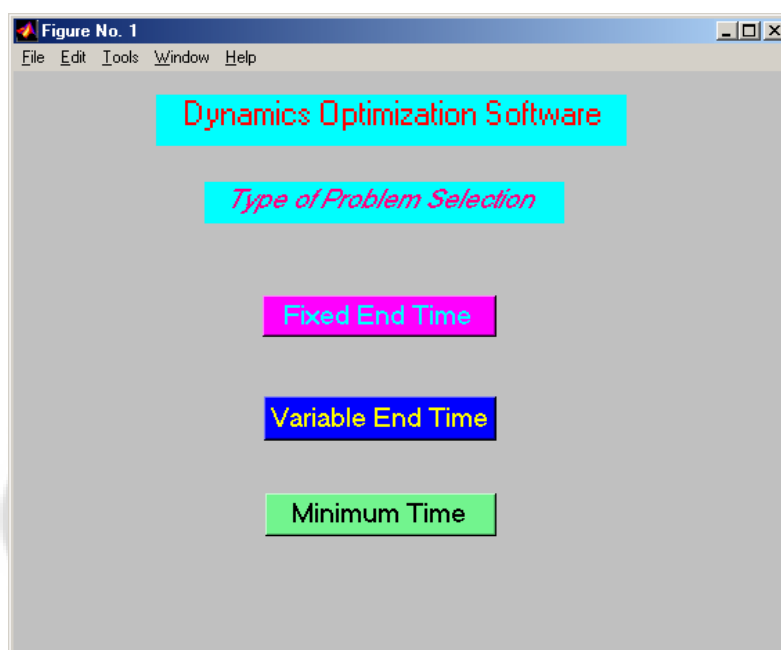 Figure No. 1
File Edit Tools Window Help
Dynamics Optimization Software
Type of Problem Selection
Fixed End Time
Variable End Time
Minimum Time